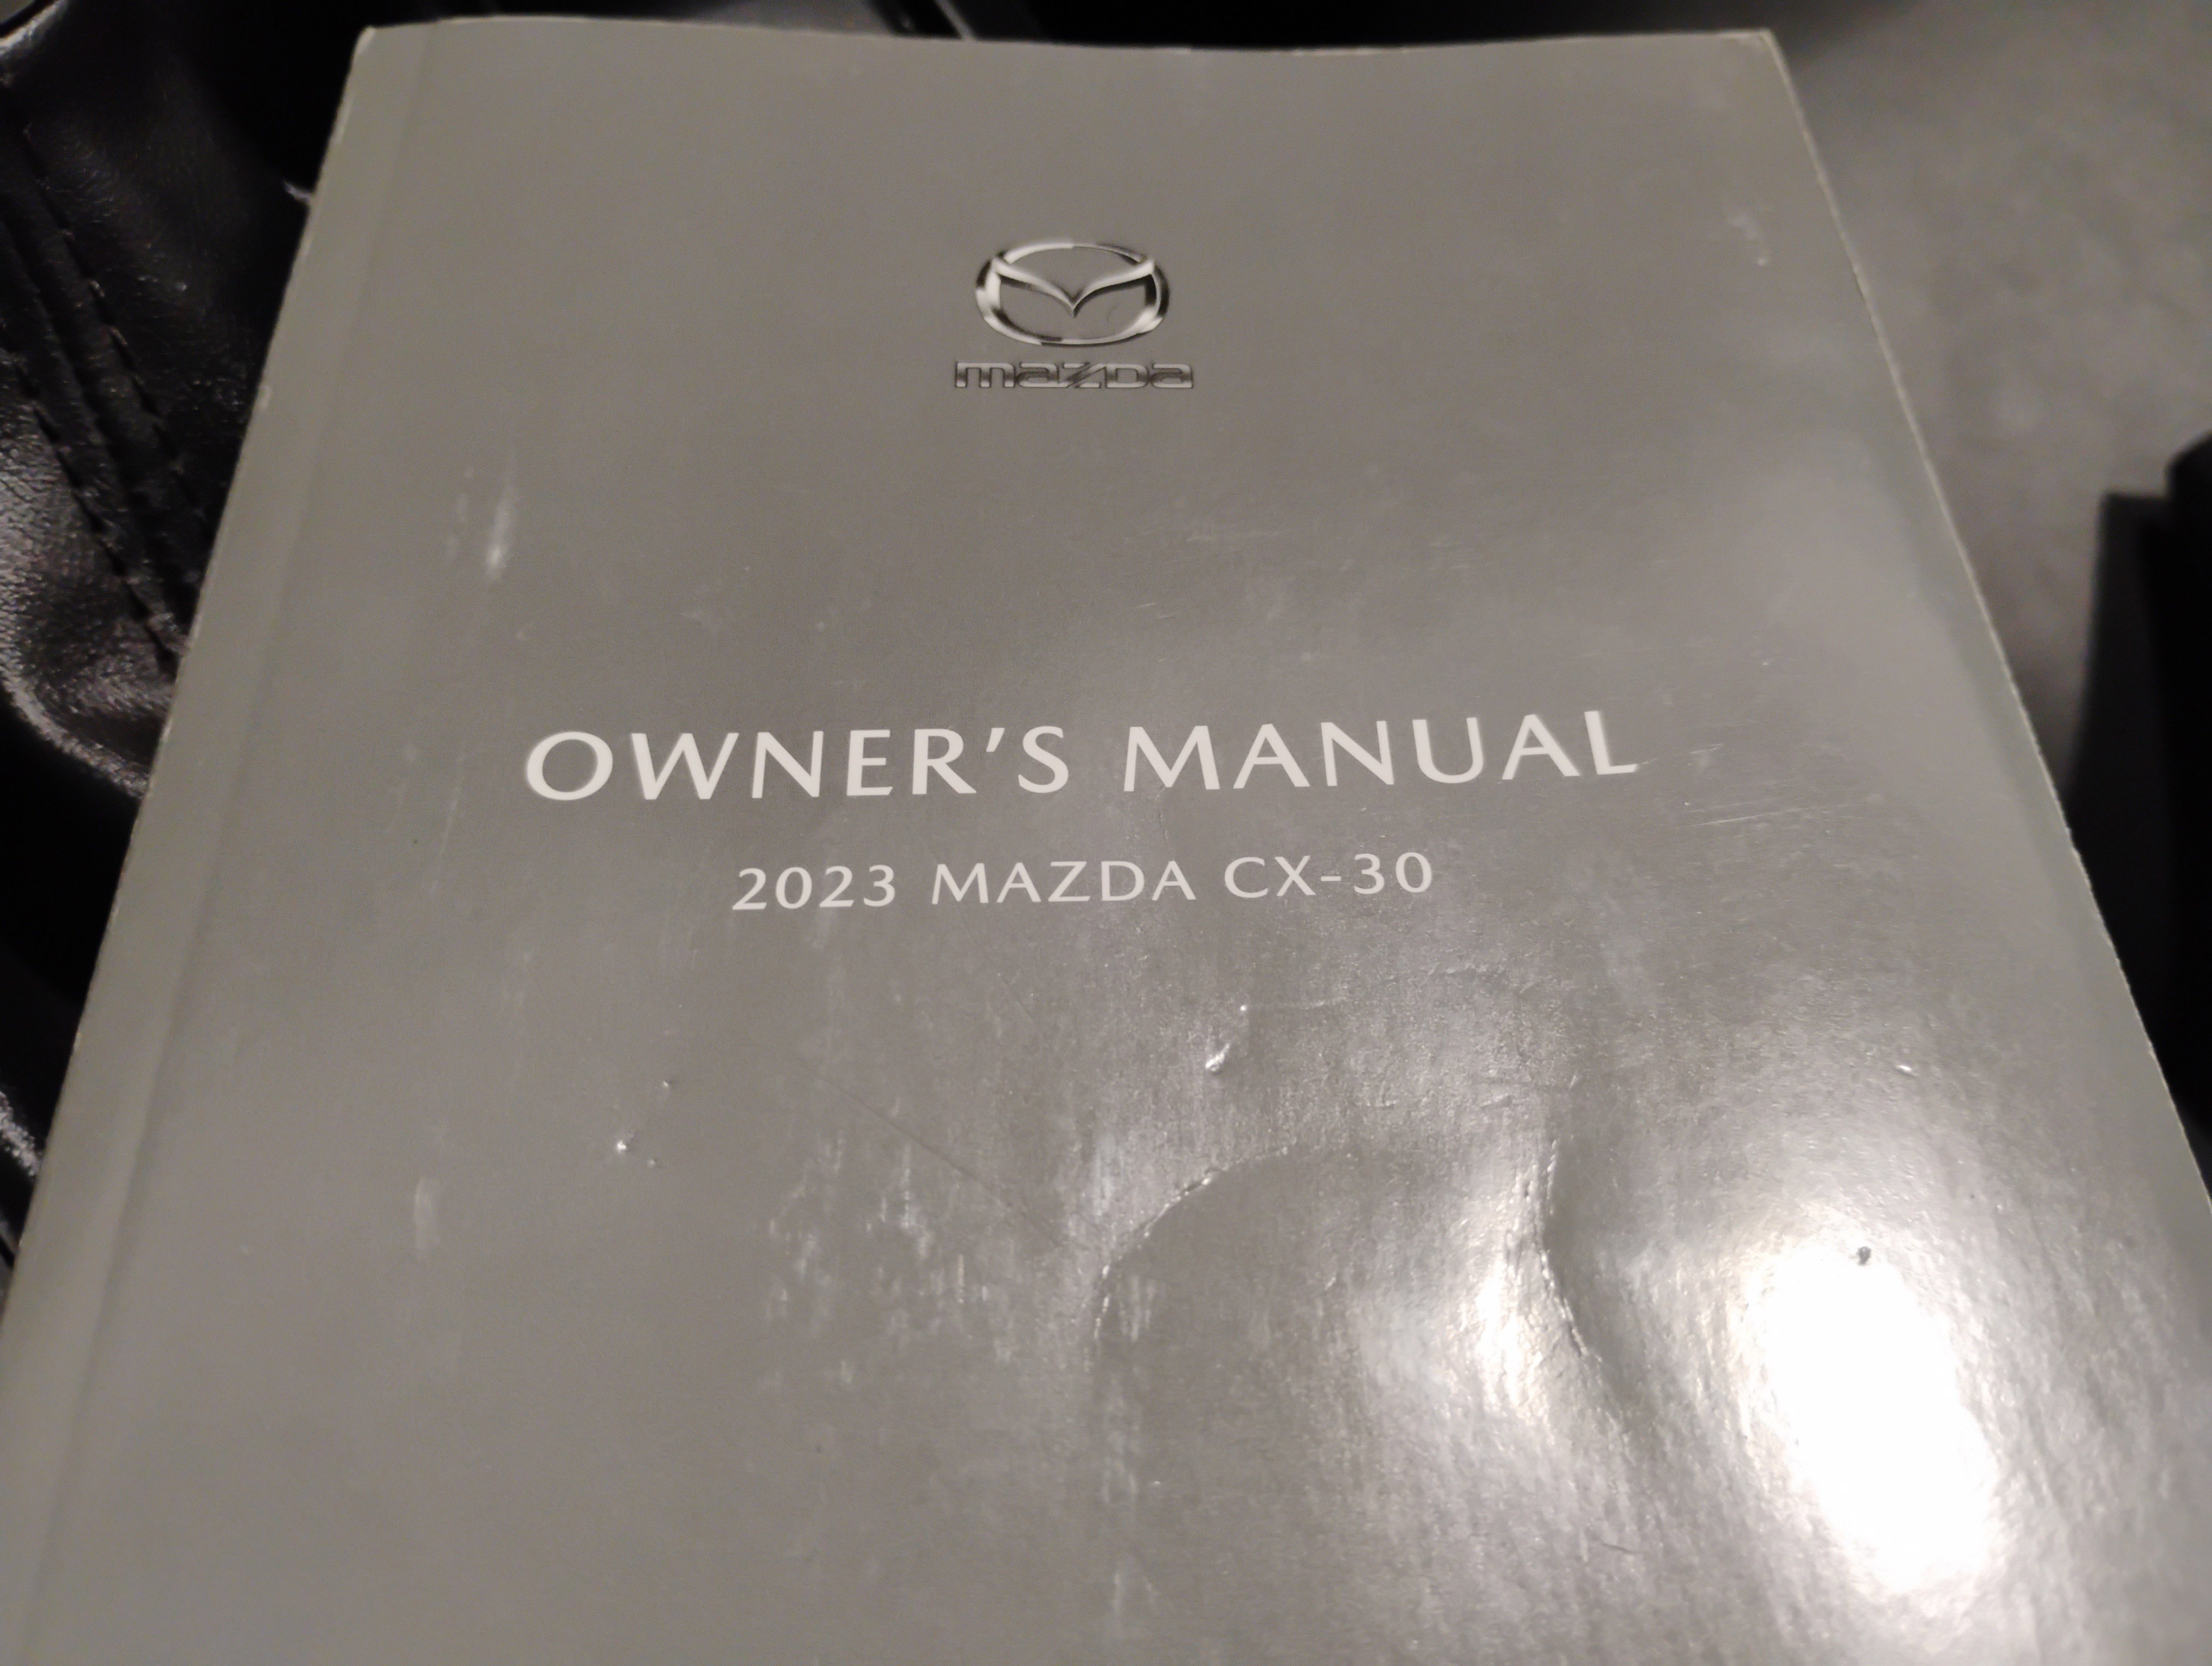 mazda
OWNER'S MANUAL
2023 MAZDA CX-30